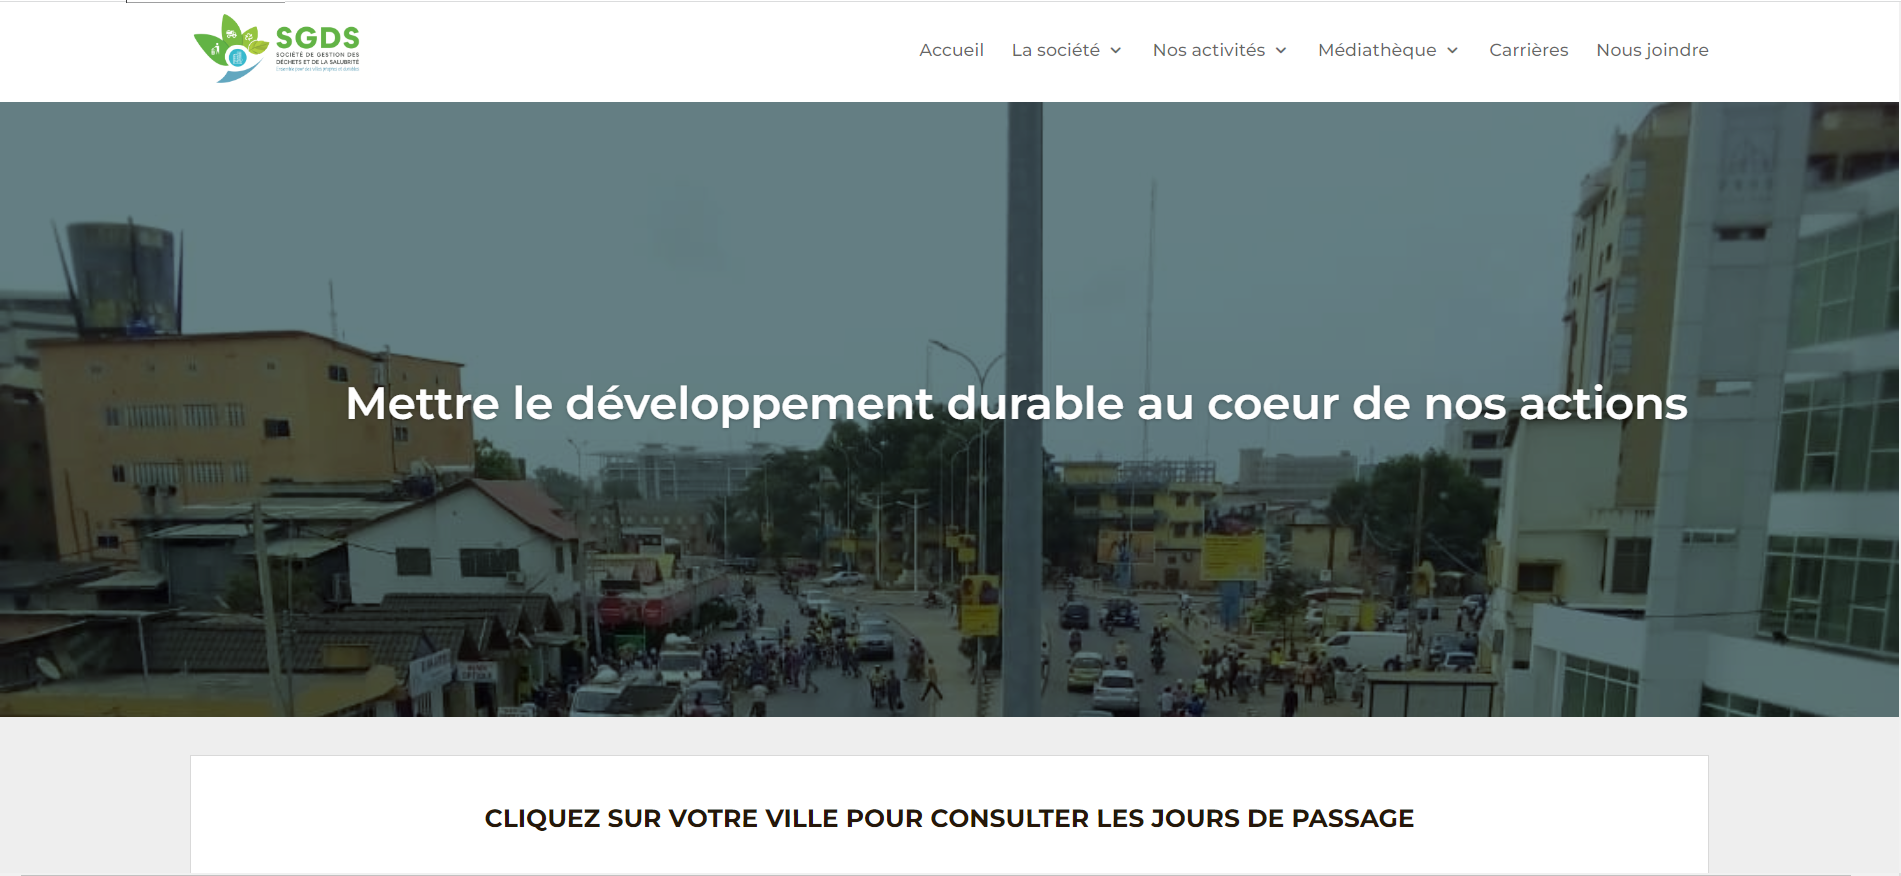 SGDS
SOCIÉTÉ DE GESTION DES
DÉCHETS ET DE LA SALUBRITÉ
Accueil
La société
Nos activités
Médiathèque
Carrières
Nous joindre
Mettre le développement durable au coeur de nos actions
CLIQUEZ SUR VOTRE VILLE POUR CONSULTER LES JOURS DE PASSAGE